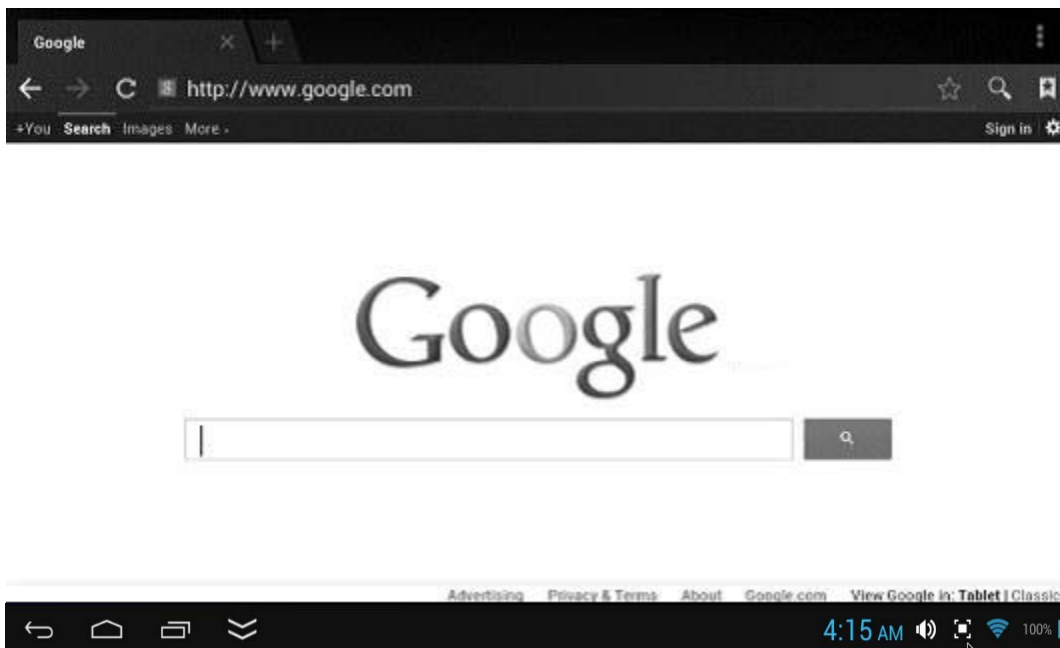 Google
S http://www.google.com
+You Search Images More
Sign in
Google
Advertising Privacy & Terms About Google.com View Google in: Tablet | Classic
4:15 AM 100%